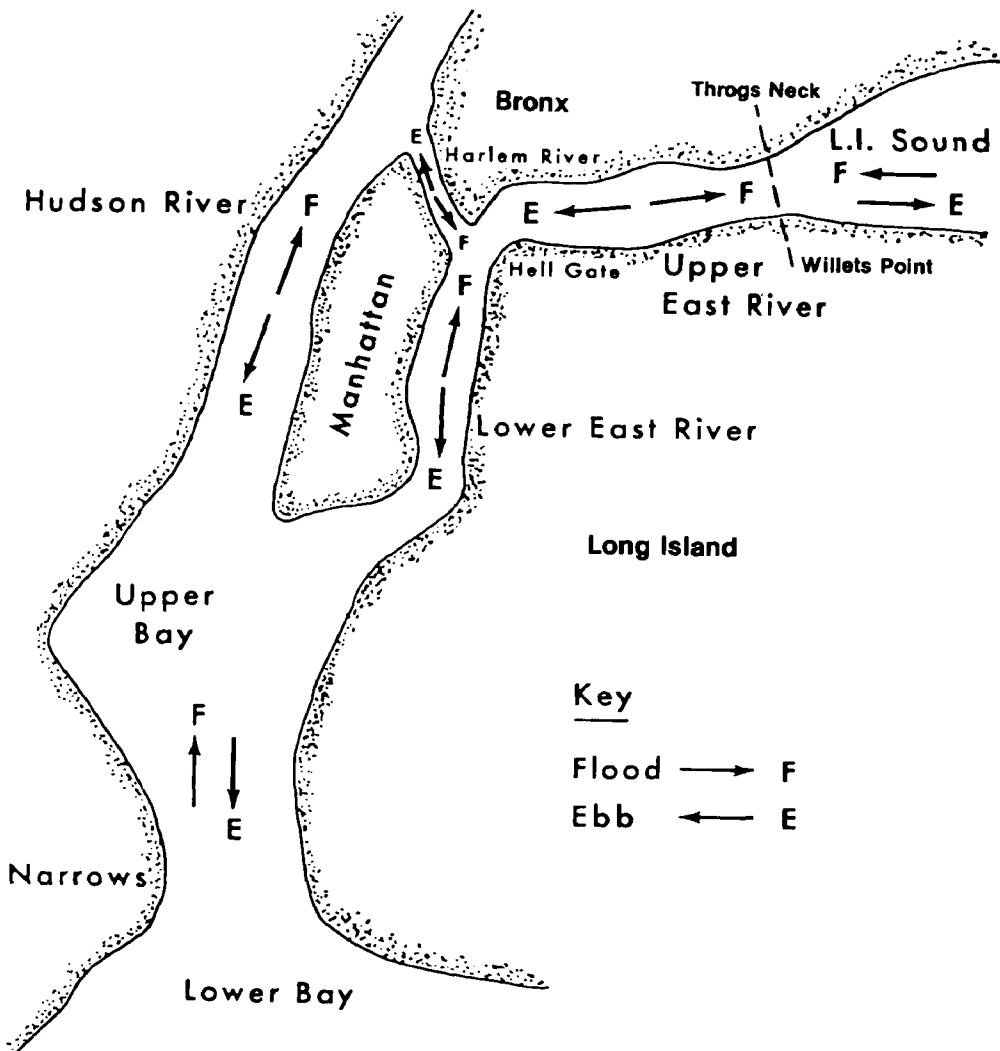 Bronx
Throgs Neck
L.I. Sound
E
Harlem River
F
Hudson River
F
E
F
E
F
Hell Gate
Upper
East River
Willets Point
F
Manhattan
E
Lower East River
E
Long Island
Upper
Bay
F
E
Key
Flood F
Ebb E
Narrows
Lower Bay